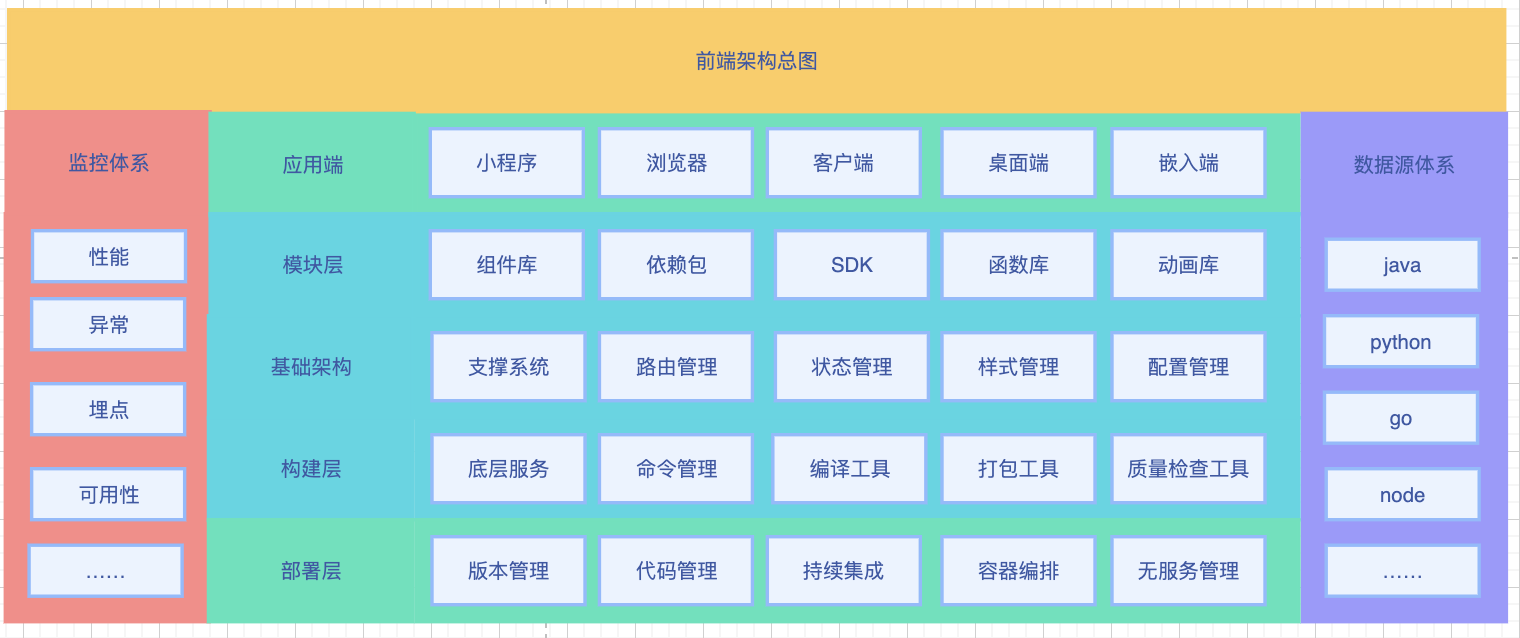 前端架构总图
监控体系
性能
异常
埋点
可用性
……
应用端
小程序
浏览器
客户端
桌面端
嵌入端
模块层
组件库
依赖包
SDK
函数库
动画库
基础架构
支撑系统
路由管理
状态管理
样式管理
配置管理
构建层
底层服务
命令管理
编译工具
打包工具
质量检查工具
部署层
版本管理
代码管理
持续集成
容器编排
无服务管理
数据源体系
java
python
go
node
……